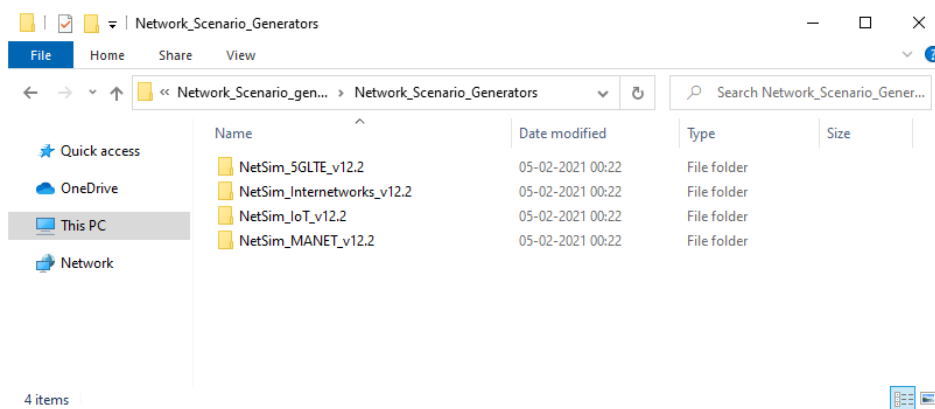 Network_Scenario_Generators
File Home Share View
« Network_Scenario_gen... › Network_Scenario_Generators
Search Network_Scenario_Gener...
Quick access
OneDrive
This PC
Network
Name Date modified Type Size
NetSim_5GLTE_v12.2 05-02-2021 00:22 File folder
NetSim_Internetworks_v12.2 05-02-2021 00:22 File folder
NetSim_IoT_v12.2 05-02-2021 00:22 File folder
NetSim_MANET_v12.2 05-02-2021 00:22 File folder
4 items